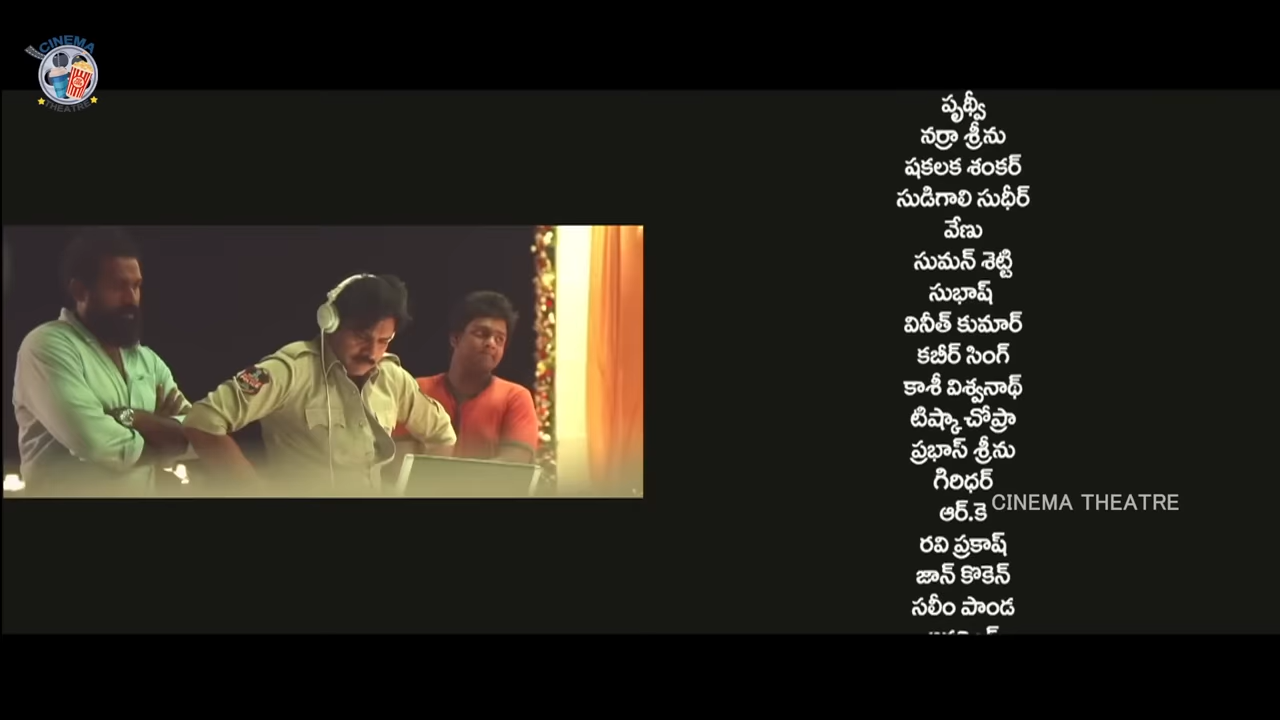 CINEMA
THEATRE
పృథ్వీ
నర్రా శ్రీను
షకలక శంకర్
సుడిగాలి సుధీర్
వేణు
సుమన్ శెట్టి
సుభాష్
వినీత్ కుమార్
కబీర్ సింగ్
కాశీ విశ్వనాథ్
టిష్కా చోప్రా
ప్రభాస్ శ్రీను
గిరిధర్
ఆర్.కె
CINEMA THEATRE
రవి ప్రకాష్
జాన్ కొకెన్
సలీం పాండ